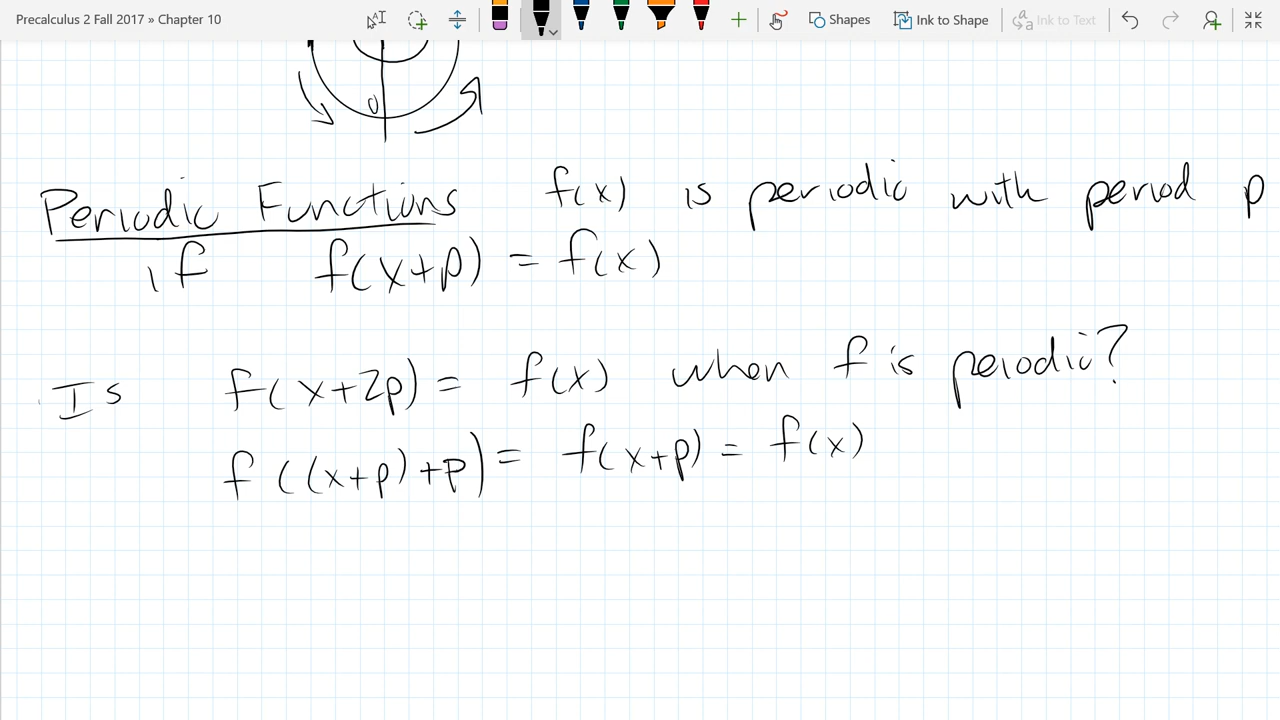 Precalculus 2 Fall 2017 » Chapter 10
Shapes
Ink to Shape
Ink to Text
0
Periodic Functions f(x) is periodic with period p
if f(x+p) = f(x)
Is f(x+2p) = f(x) when f is perodic?
f((x+p)+p) = f(x+p) = f(x)